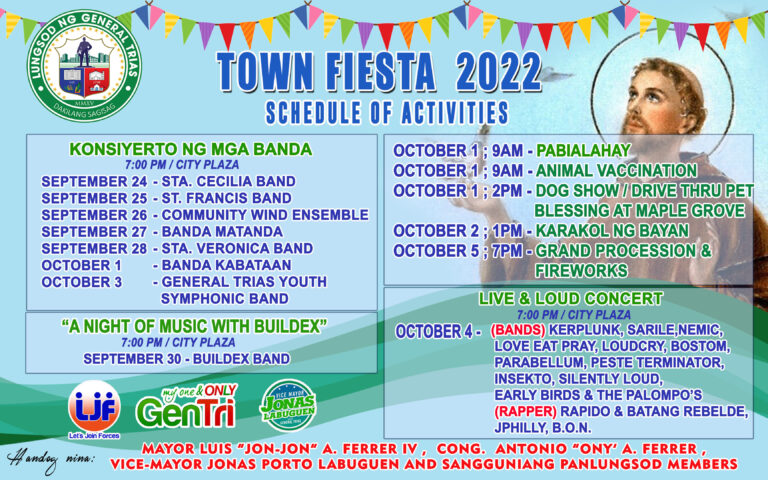 LUNGSOD NG GENERAL TRIAS
MMXV
DAKILANG SAGISAG
TOWN FIESTA 2022
SCHEDULE OF ACTIVITIES
KONSIYERTO NG MGA BANDA
7:00 PM / CITY PLAZA
SEPTEMBER 24 - STA. CECILIA BAND
SEPTEMBER 25 - ST. FRANCIS BAND
SEPTEMBER 26 - COMMUNITY WIND ENSEMBLE
SEPTEMBER 27 - BANDA MATANDA
SEPTEMBER 28 - STA. VERONICA BAND
OCTOBER 1 - BANDA KABATAAN
OCTOBER 3 - GENERAL TRIAS YOUTH
SYMPHONIC BAND
"A NIGHT OF MUSIC WITH BUILDEX"
7:00 PM / CITY PLAZA
SEPTEMBER 30 - BUILDEX BAND
OCTOBER 1 ; 9AM - PABIALAHAY
OCTOBER 1 ; 9AM - ANIMAL VACCINATION
OCTOBER 1 ; 2PM - DOG SHOW / DRIVE THRU PET
BLESSING AT MAPLE GROVE
OCTOBER 2 ; 1PM - KARAKOL NG BAYAN
OCTOBER 5 ; 7PM - GRAND PROCESSION &
FIREWORKS
LIVE & LOUD CONCERT
7:00 PM / CITY PLAZA
OCTOBER 4 - (BANDS) KERPLUNK, SARILE,NEMIC,
LOVE EAT PRAY, LOUDCRY, BOSTOM,
PARABELLUM, PESTE TERMINATOR,
INSEKTO, SILENTLY LOUD,
EARLY BIRDS & THE PALOMPO'S
(RAPPER) RAPIDO & BATANG REBELDE,
JPHILLY, B.O.N.
LJF
Let's Join Forces
my one & ONLY
GenTri
VICE MAYOR
JONAS
LABUGUEN
GENERAL TRIAS
Handog nina:
MAYOR LUIS "JON-JON" A. FERRER IV , CONG. ANTONIO "ONY' A. FERRER ,
VICE-MAYOR JONAS PORTO LABUGUEN AND SANGGUNIANG PANLUNGSOD MEMBERS